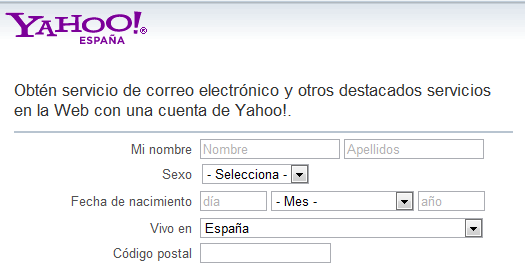 YAHOO!®
ESPAÑA
Obtén servicio de correo electrónico y otros destacados servicios
en la Web con una cuenta de Yahoo!.
Mi nombre Nombre Apellidos
Sexo - Selecciona -
Fecha de nacimiento día - Mes - año
Vivo en España
Código postal